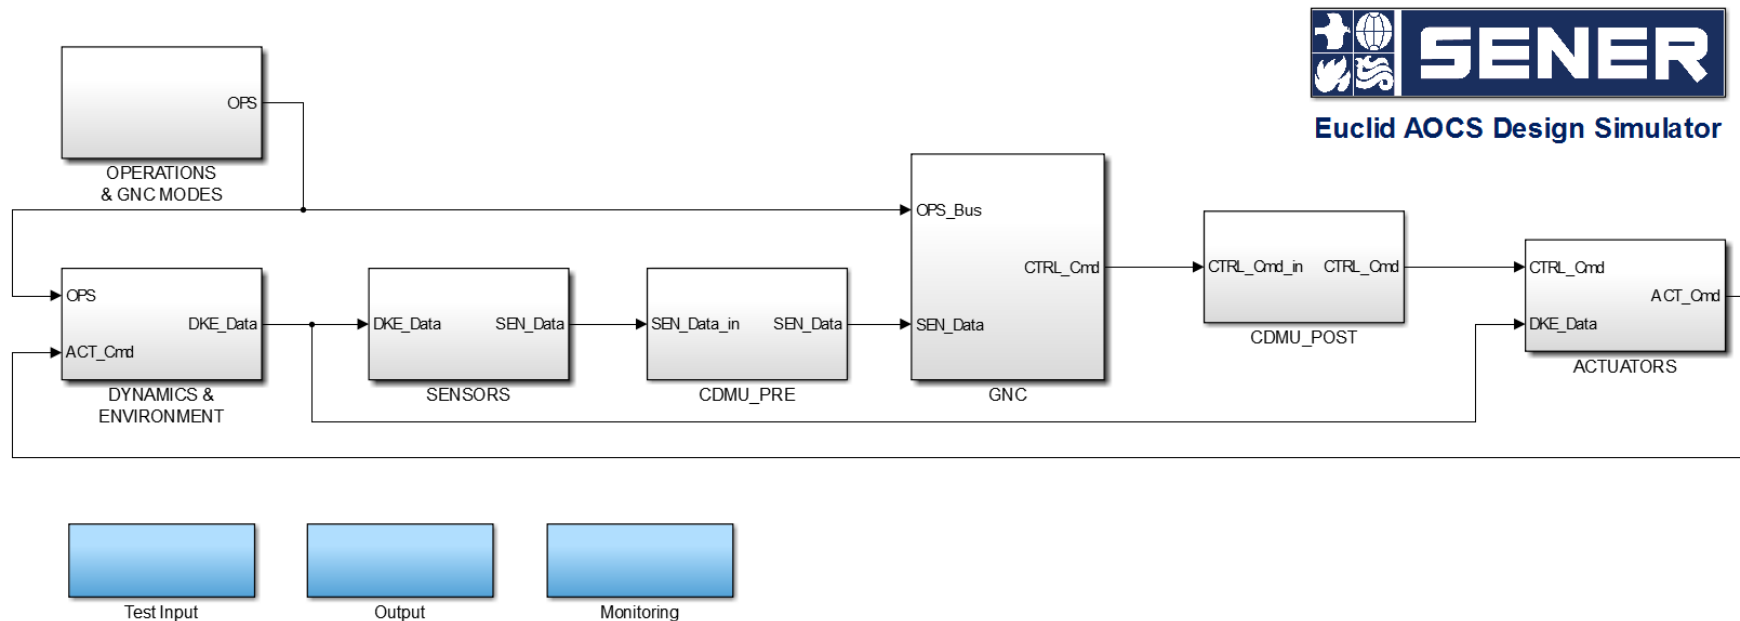 SENER
Euclid AOCS Design Simulator
OPS
OPERATIONS
& GNC MODES
OPS_Bus
CTRL_Cmd
SEN_Data
GNC
CTRL_Cmd_in CTRL_Cmd
CDMU_POST
CTRL_Cmd
ACT_Cmd
DKE_Data
ACTUATORS
OPS
DKE_Data
ACT_Cmd
DYNAMICS &
ENVIRONMENT
DKE_Data SEN_Data
SENSORS
SEN_Data_in SEN_Data
CDMU_PRE
Test Input
Output
Monitoring